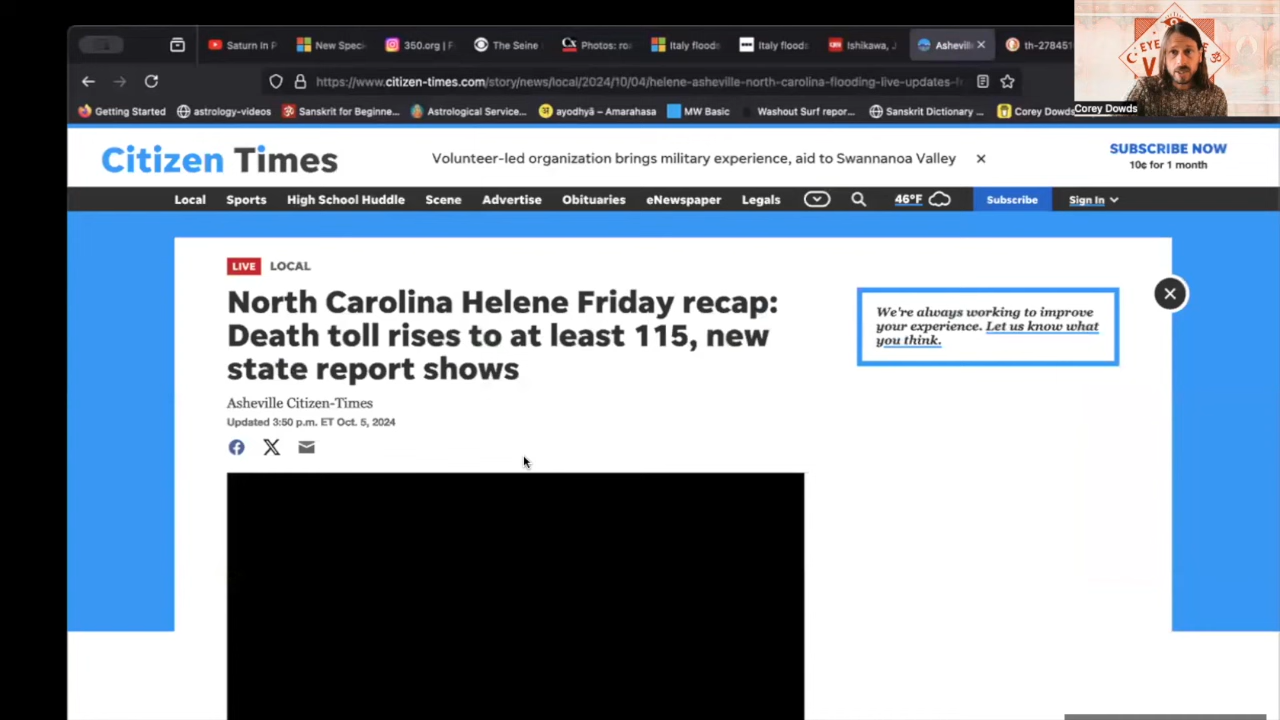 Saturn In P
New Spec
350.org | F
The Seine
Photos: ro
Italy flood
Italy flood
Ishikawa, J
Ashevil
th-278451
https://www.citizen-times.com/story/news/local/2024/10/04/helene-asheville-north-carolina-flooding-live-updates-
Getting Started
astrology-videos
Sanskrit for Beginne...
Astrological Service...
ayodhyā – Amarahasa
MW Basic
Washout Surf repor...
Sanskrit Dictionary ...
Corey Dowds
EYE
V
Corey Dowds
Citizen Times
Volunteer-led organization brings military experience, aid to Swannanoa Valley
SUBSCRIBE NOW
10¢ for 1 month
Local
Sports
High School Huddle
Scene
Advertise
Obituaries
eNewspaper
Legals
46°F
Subscribe
Sign In
LIVE
LOCAL
North Carolina Helene Friday recap:
Death toll rises to at least 115, new
state report shows
Asheville Citizen-Times
Updated 3:50 p.m. ET Oct. 5, 2024
We're always working to improve
your experience. Let us know what
you think.